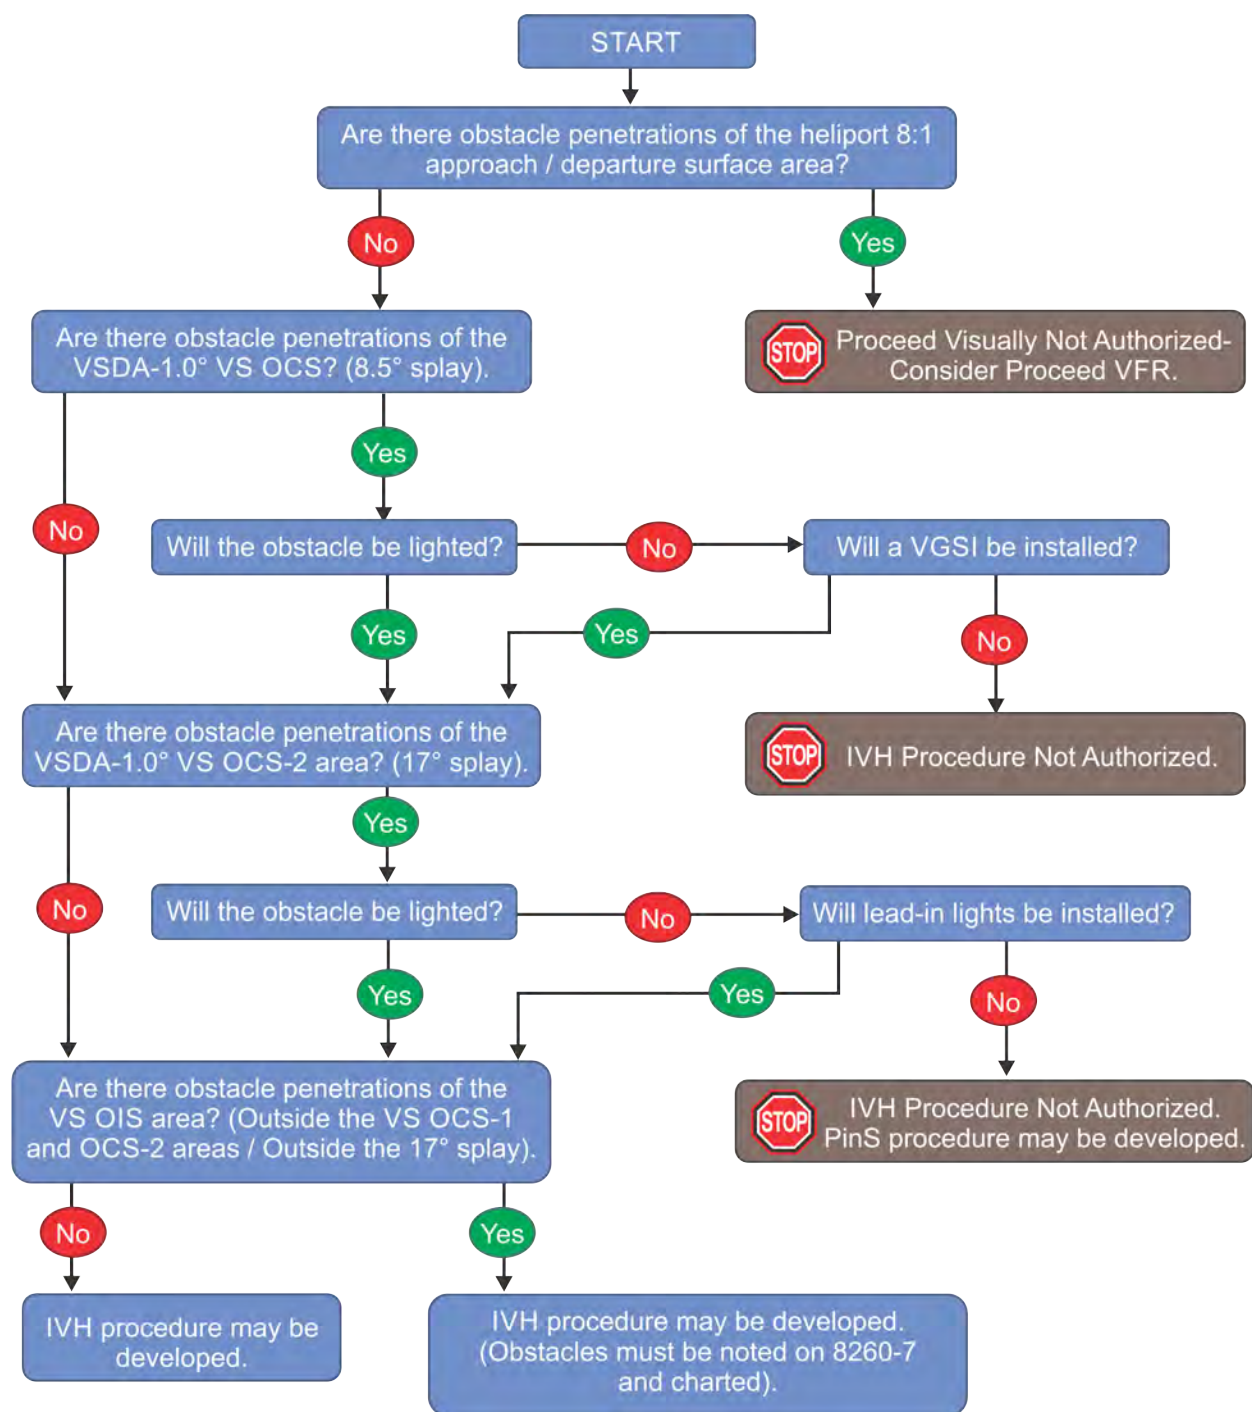 START
Are there obstacle penetrations of the heliport 8:1
approach / departure surface area?
No
Yes
Are there obstacle penetrations of the
VSDA-1.0° VS OCS? (8.5° splay).
STOP
Proceed Visually Not Authorized-
Consider Proceed VFR.
Yes
No
Will the obstacle be lighted?
No
Will a VGSI be installed?
Yes
Yes
No
Are there obstacle penetrations of the
VSDA-1.0° VS OCS-2 area? (17° splay).
STOP
IVH Procedure Not Authorized.
Yes
No
Will the obstacle be lighted?
No
Will lead-in lights be installed?
Yes
Yes
No
Are there obstacle penetrations of the
VS OIS area? (Outside the VS OCS-1
and OCS-2 areas / Outside the 17° splay).
STOP
IVH Procedure Not Authorized.
PinS procedure may be developed.
No
Yes
IVH procedure may be
developed.
IVH procedure may be developed.
(Obstacles must be noted on 8260-7
and charted).